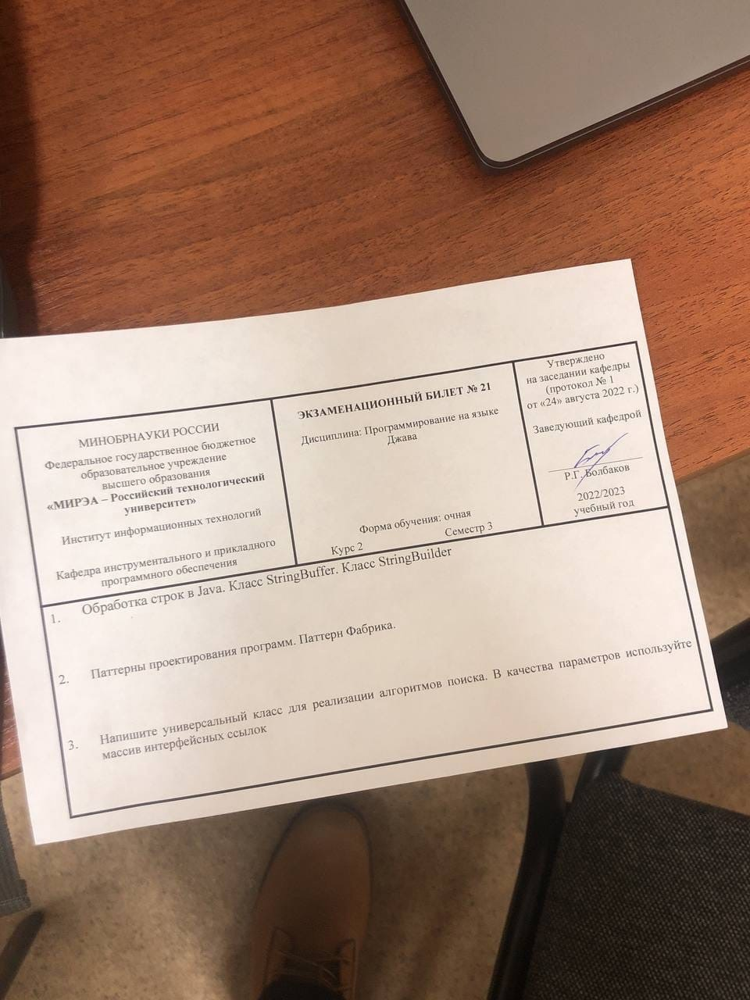 МИНОБРНАУКИ РОССИИ
Федеральное государственное бюджетное
образовательное учреждение
высшего образования
«МИРЭА – Российский технологический
университет»
Институт информационных технологий
Кафедра инструментального и прикладного
программного обеспечения
ЭКЗАМЕНАЦИОННЫЙ БИЛЕТ № 21
Дисциплина: Программирование на языке
Джава
Форма обучения: очная
Курс 2 Семестр 3
Утверждено
на заседании кафедры
(протокол № 1
от «24» августа 2022 г.)
Заведующий кафедрой
Р.Г. Болбаков
2022/2023
учебный год
1. Обработка строк в Java. Класс StringBuffer. Класс StringBuilder
2. Паттерны проектирования программ. Паттерн Фабрика.
3. Напишите универсальный класс для реализации алгоритмов поиска. В качества параметров используйте
массив интерфейсных ссылок